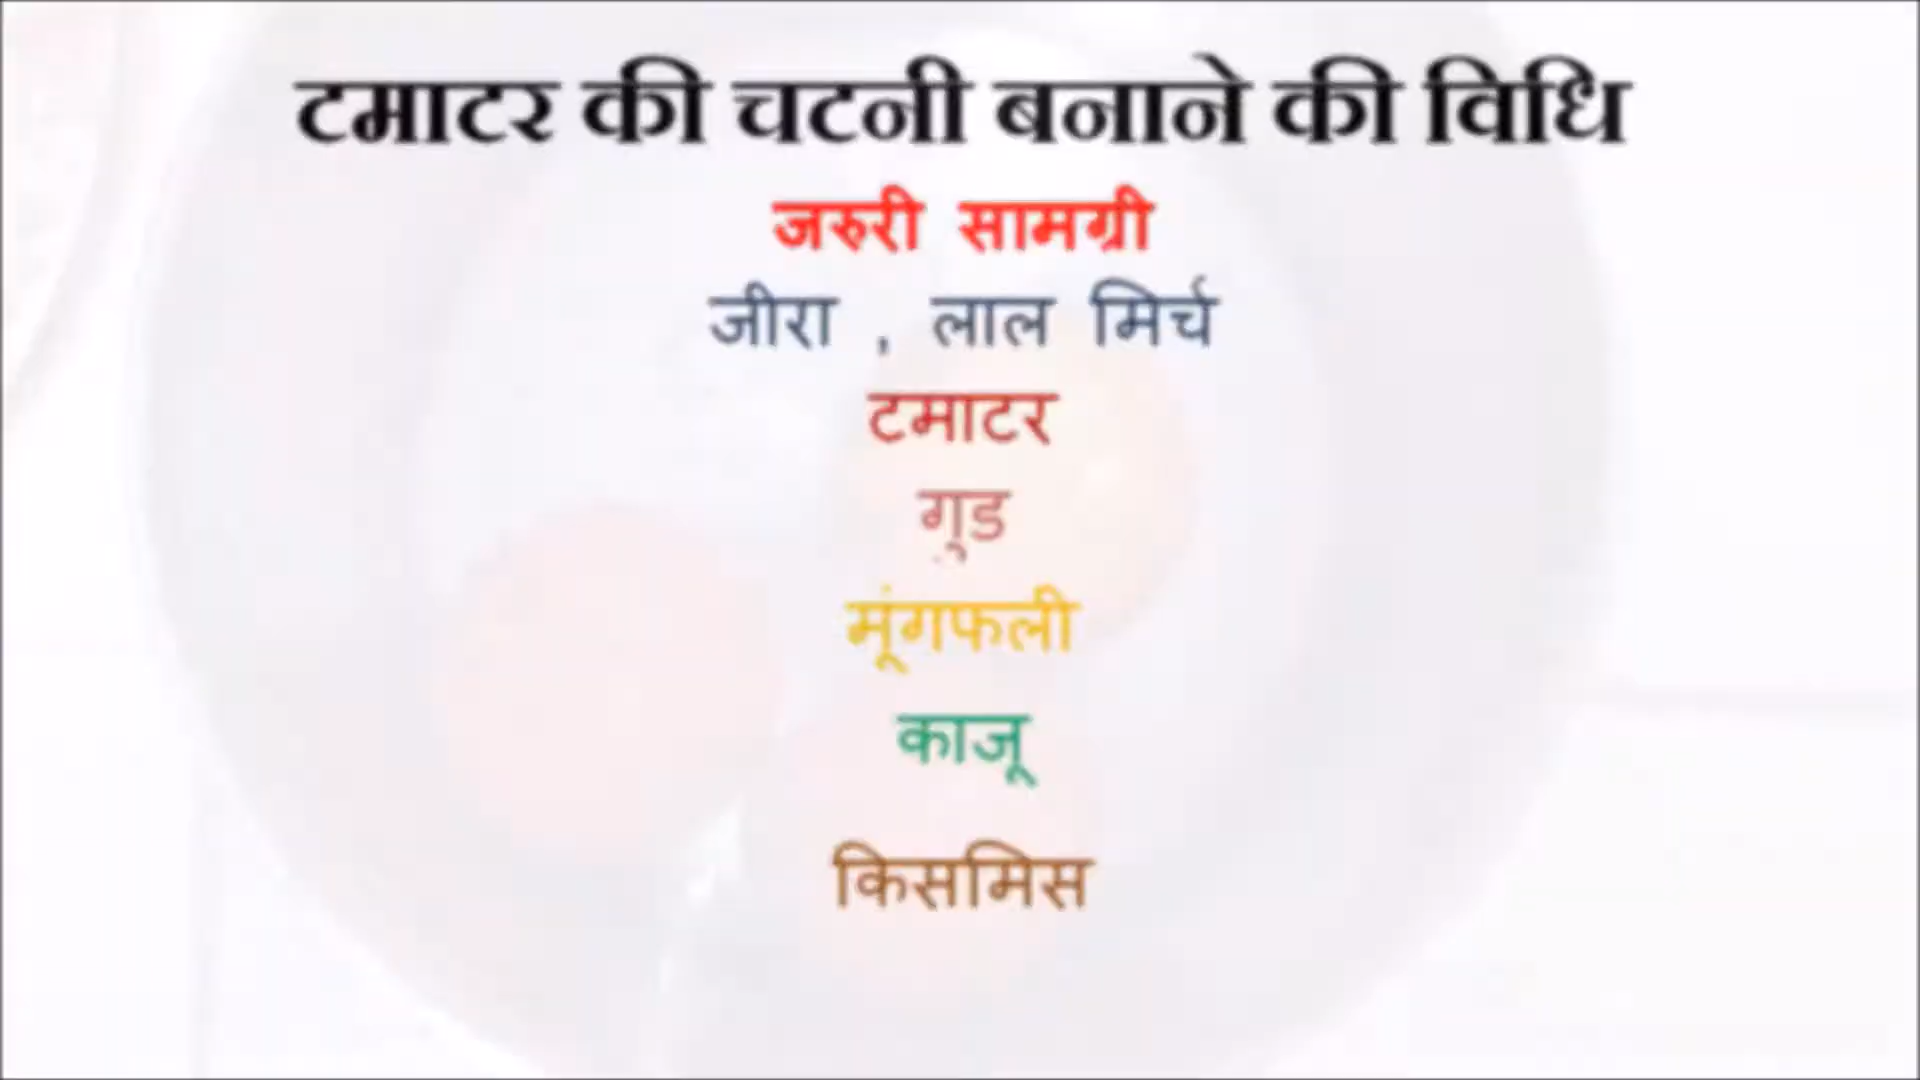 टमाटर की चटनी बनाने की विधि
जरुरी सामग्री
जीरा , लाल मिर्च
टमाटर
गुड
मूंगफली
काजू
किसमिस